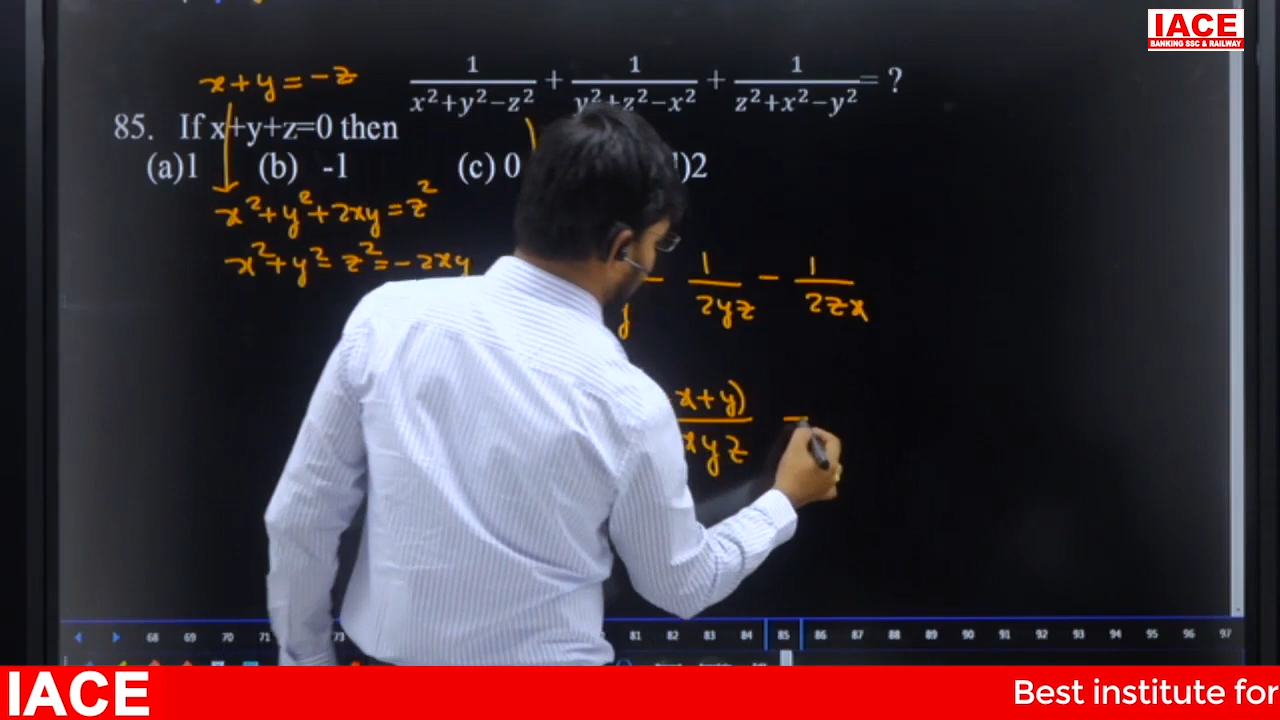 IACE
BANKING SSC & RAILWAY
x+y=-z
1/(x²+y²−z²) + 1/(y²+z²−x²) + 1/(z²+x²−y²) = ?
85. If x+y+z=0 then
(a)1 (b) -1 (c) 0 )2
x²+y²+2xy=z²
x²+y²-z²=-2xy
- 1/2yz - 1/2zx
x+y)
xyz
68 69 70 71 73 81 82 83 84 85 86 87 88 89 90 91 92 93 94 95 96 97
IACE Best institute for